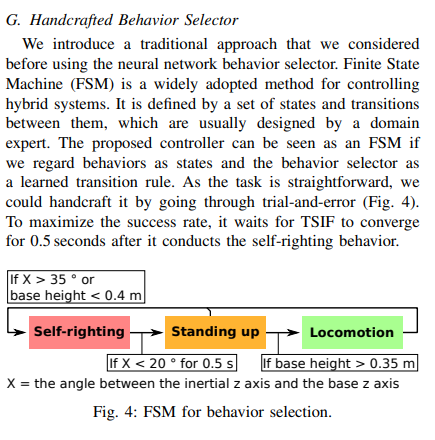 G. Handcrafted Behavior Selector
We introduce a traditional approach that we considered
before using the neural network behavior selector. Finite State
Machine (FSM) is a widely adopted method for controlling
hybrid systems. It is defined by a set of states and transitions
between them, which are usually designed by a domain
expert. The proposed controller can be seen as an FSM if
we regard behaviors as states and the behavior selector as
a learned transition rule. As the task is straightforward, we
could handcraft it by going through trial-and-error (Fig. 4).
To maximize the success rate, it waits for TSIF to converge
for 0.5 seconds after it conducts the self-righting behavior.
If X > 35 ° or
base height < 0.4 m
Self-righting
Standing up
Locomotion
If X < 20 ° for 0.5 s
If base height > 0.35 m
X = the angle between the inertial z axis and the base z axis
Fig. 4: FSM for behavior selection.